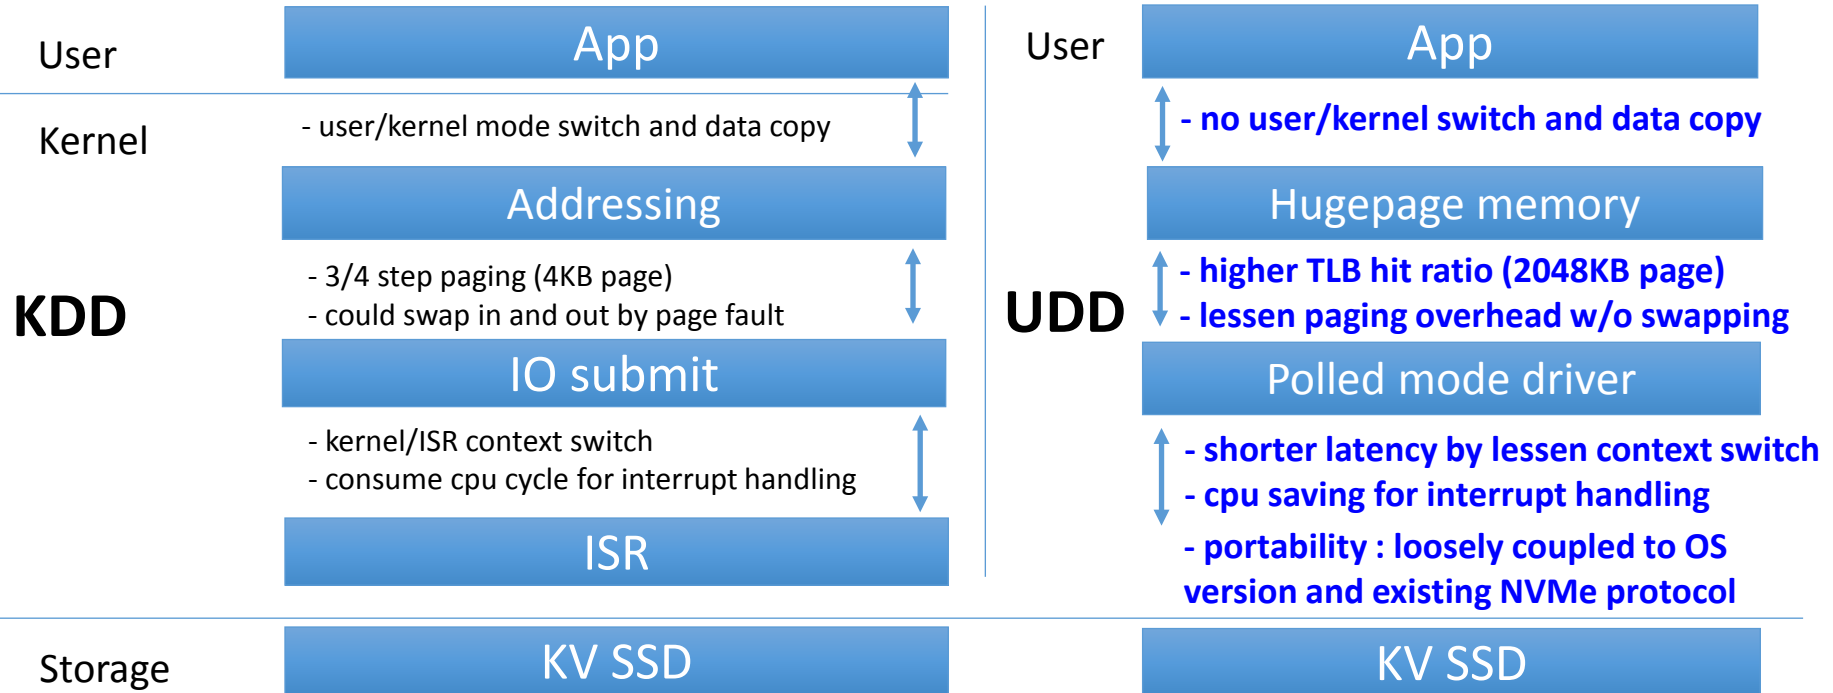 User
App
Kernel
- user/kernel mode switch and data copy
Addressing
KDD
- 3/4 step paging (4KB page)
- could swap in and out by page fault
IO submit
- kernel/ISR context switch
- consume cpu cycle for interrupt handling
ISR
Storage
KV SSD
User
App
- no user/kernel switch and data copy
Hugepage memory
UDD
- higher TLB hit ratio (2048KB page)
- lessen paging overhead w/o swapping
Polled mode driver
- shorter latency by lessen context switch
- cpu saving for interrupt handling
- portability : loosely coupled to OS
version and existing NVMe protocol
KV SSD